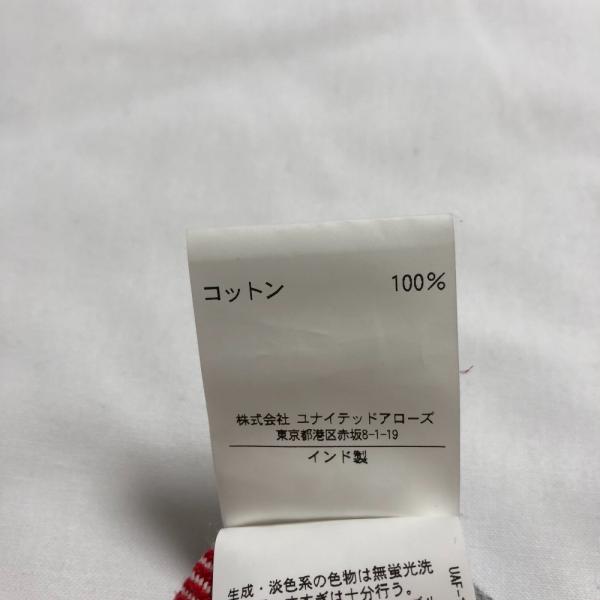 コットン 100%
株式会社 ユナイテッドアローズ
東京都港区赤坂8-1-19
インド製
生成・淡色系の色物は無蛍光洗
すすぎは十分行う。
UAF-